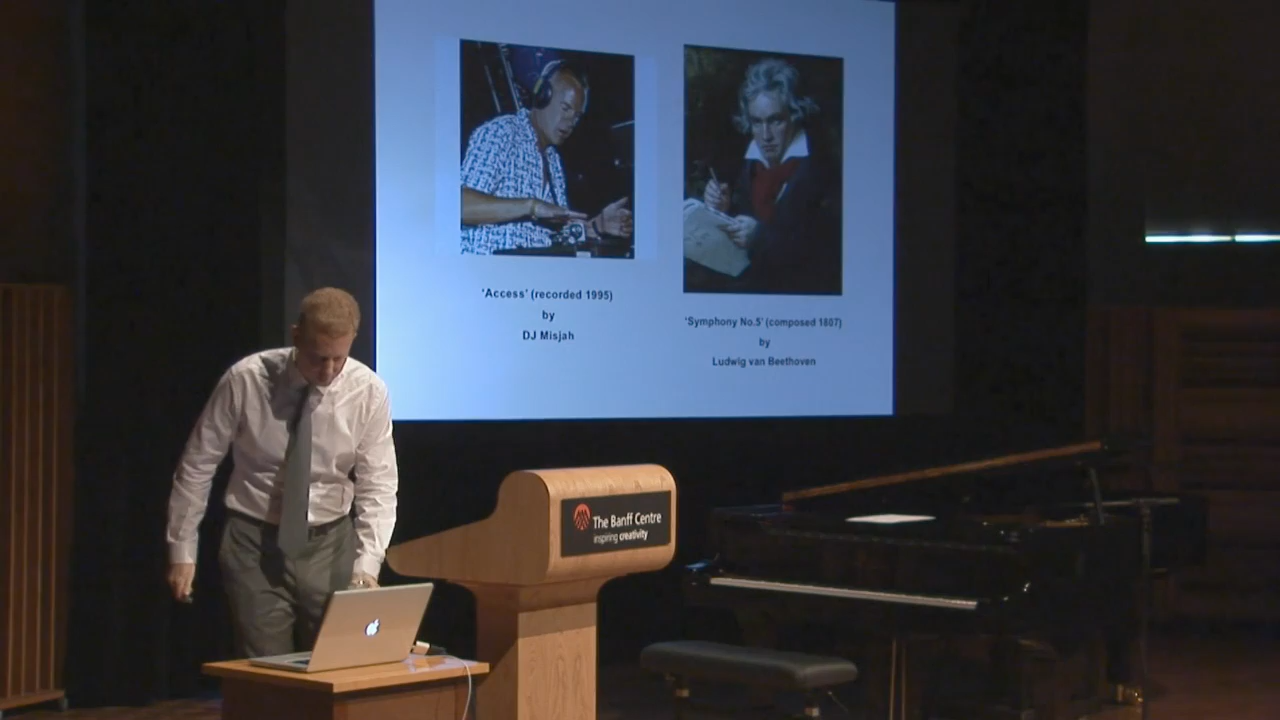 'Access' (recorded 1995)
by
DJ Misjah
'Symphony No.5' (composed 1807)
by
Ludwig van Beethoven
The Banff Centre
inspiring creativity